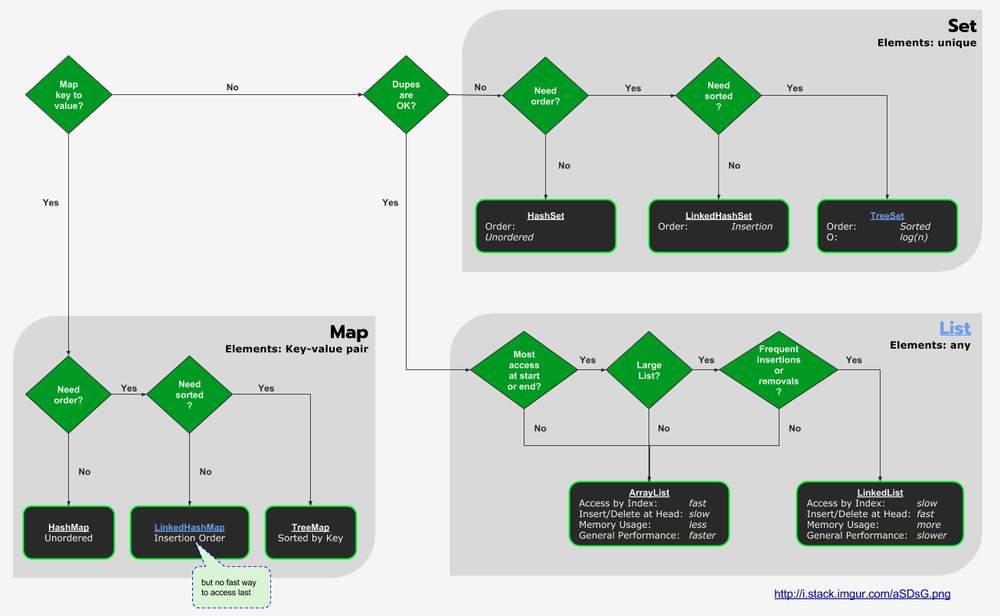 Set
Elements: unique
Map
key to
value?
No
Dupes
are
OK?
No
Need
order?
Yes
Need
sorted
?
Yes
No
No
Yes
Yes
HashSet
Order:
Unordered
LinkedHashSet
Order: Insertion
TreeSet
Order: Sorted
O: log(n)
Map
Elements: Key-value pair
Need
order?
Yes
Need
sorted
?
Yes
No
No
HashMap
Unordered
LinkedHashMap
Insertion Order
TreeMap
Sorted by Key
but no fast way
to access last
List
Elements: any
Most
access
at start
or end?
Yes
Large
List?
Yes
Frequent
insertions
or
removals
?
Yes
No
No
No
ArrayList
Access by Index: fast
Insert/Delete at Head: slow
Memory Usage: less
General Performance: faster
LinkedList
Access by Index: slow
Insert/Delete at Head: fast
Memory Usage: more
General Performance: slower
http://i.stack.imgur.com/aSDsG.png